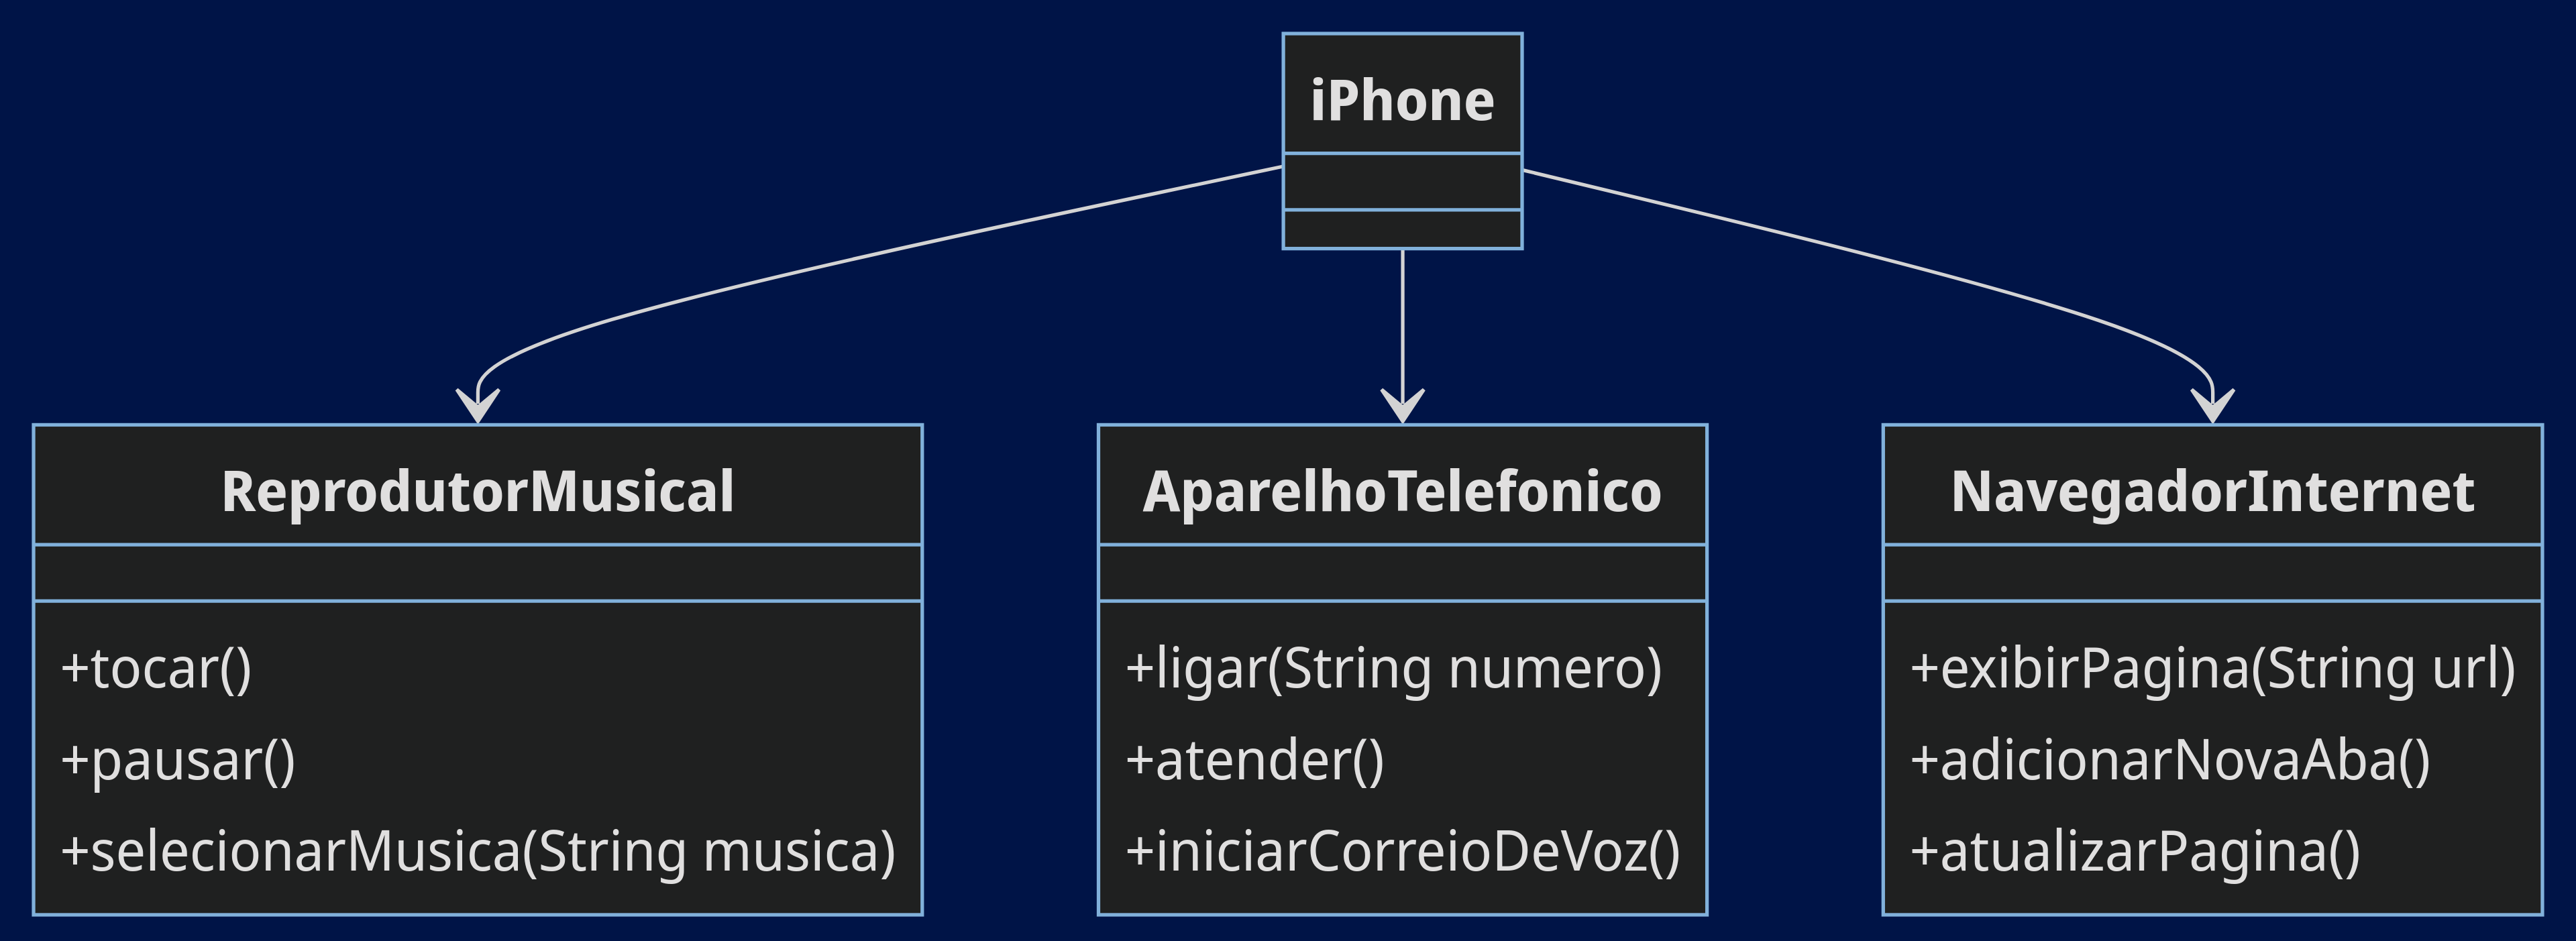 iPhone
ReprodutorMusical
+tocar()
+pausar()
+selecionarMusica(String musica)
AparelhoTelefonico
+ligar(String numero)
+atender()
+iniciarCorreioDeVoz()
NavegadorInternet
+exibirPagina(String url)
+adicionarNovaAba()
+atualizarPagina()